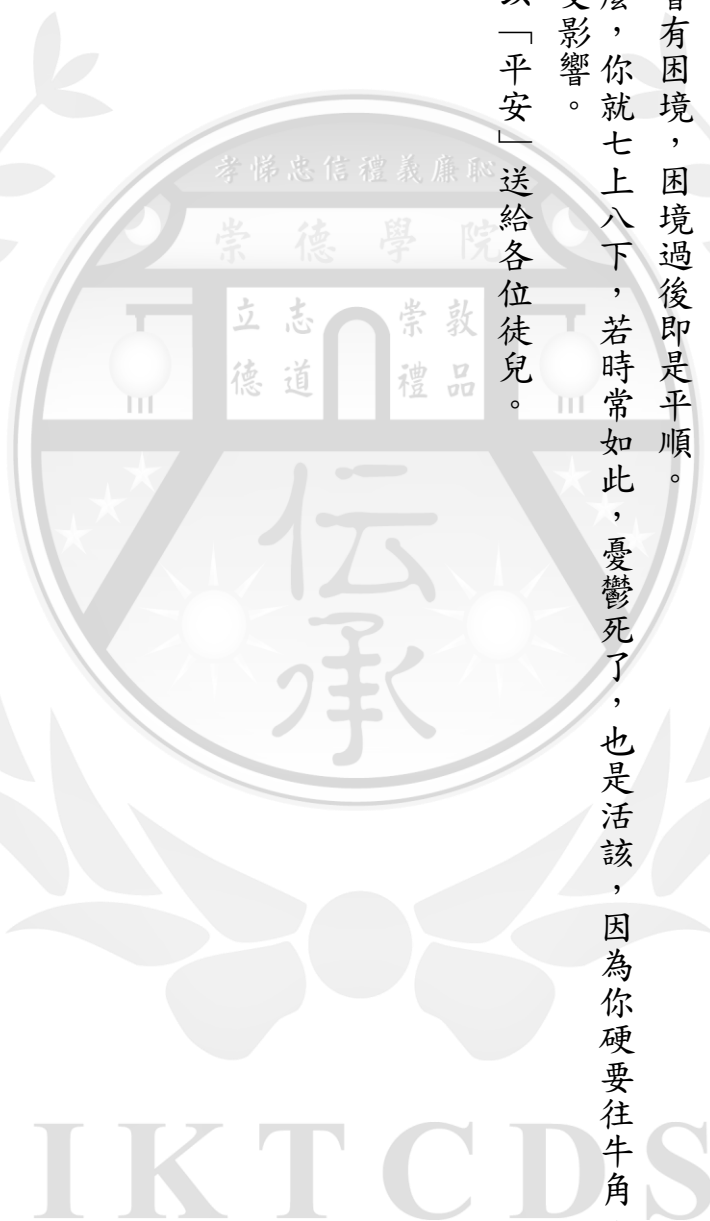 有困境，困境過後即是平順。
，你就七上八下，若時常如此，憂鬱死了，也是活該，因為你硬要往牛角
影響。
「平安」送給各位徒兒。
孝悌忠信禮義廉恥
崇德學院
敦品
崇禮
志道
立德
伝承
IKTCDS